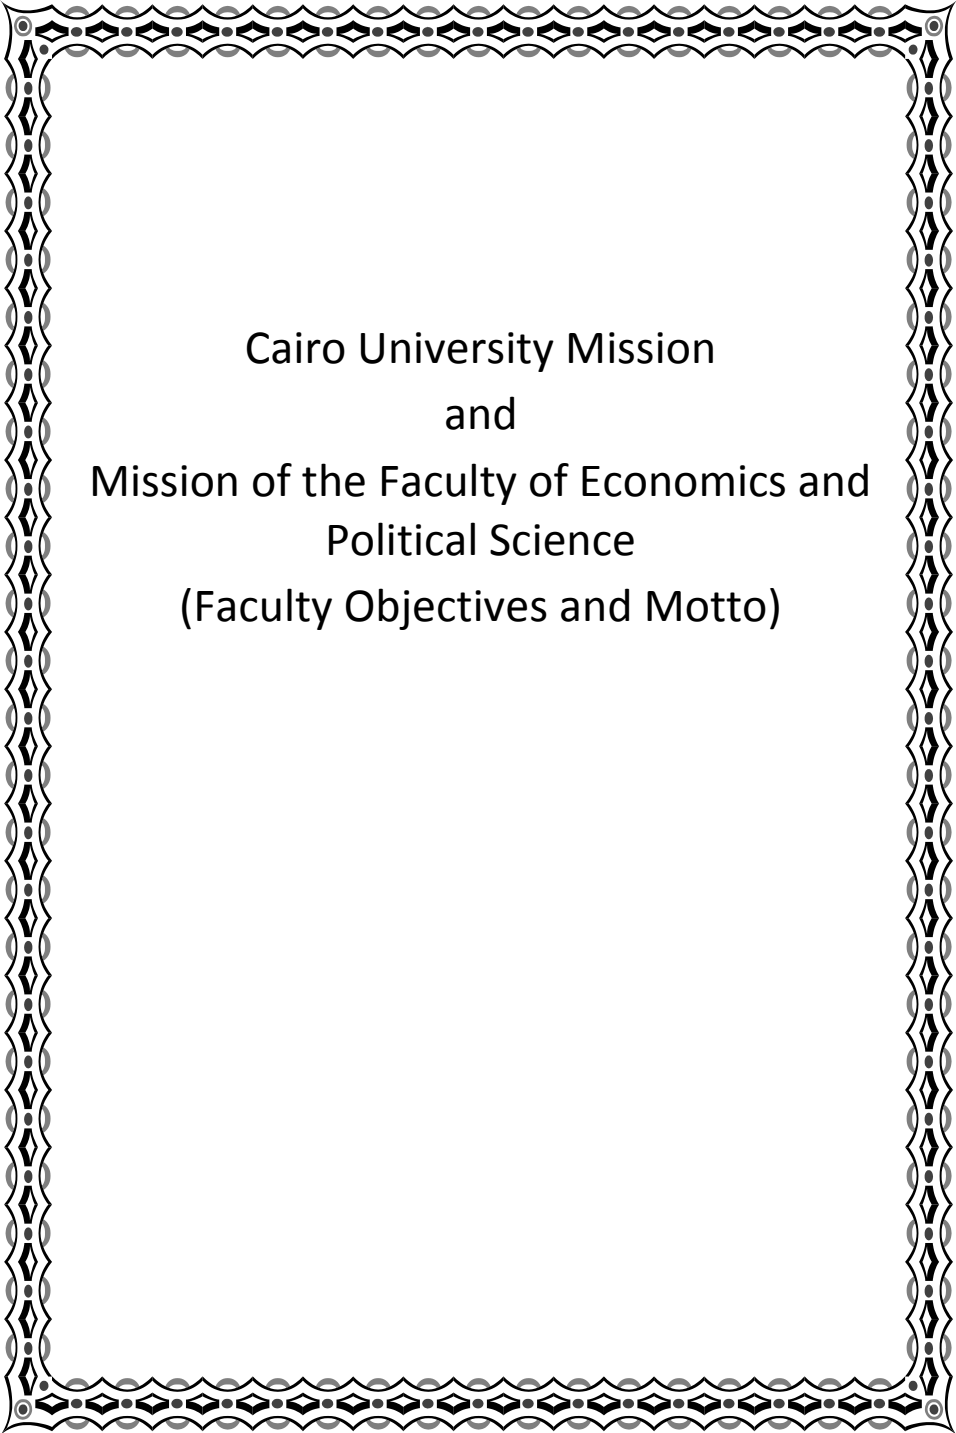 Cairo University Mission
and
Mission of the Faculty of Economics and
Political Science
(Faculty Objectives and Motto)